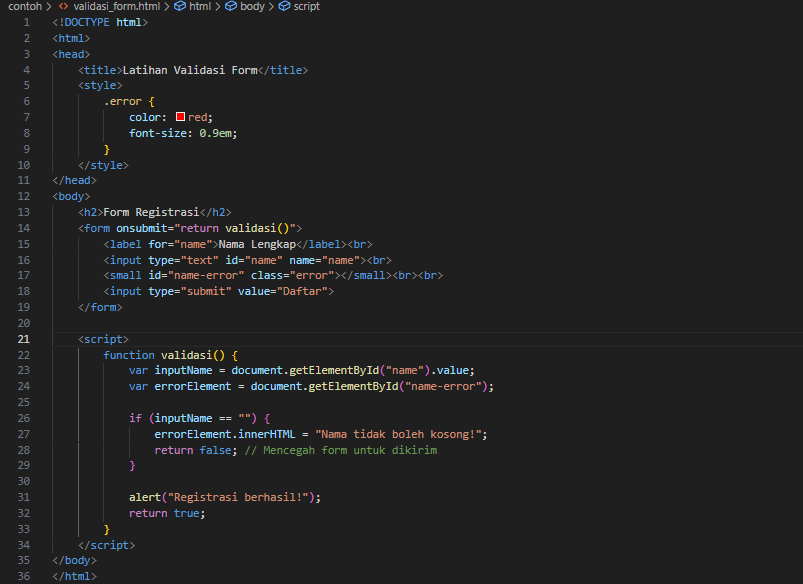 contoh > validasi_form.html > html > body > script
1 <!DOCTYPE html>
2 <html>
3 <head>
4     <title>Latihan Validasi Form</title>
5     <style>
6         .error {
7             color: red;
8             font-size: 0.9em;
9         }
10     </style>
11 </head>
12 <body>
13     <h2>Form Registrasi</h2>
14     <form onsubmit="return validasi()">
15         <label for="name">Nama Lengkap</label><br>
16         <input type="text" id="name" name="name"><br>
17         <small id="name-error" class="error"></small><br><br>
18         <input type="submit" value="Daftar">
19     </form>
20
21     <script>
22         function validasi() {
23             var inputName = document.getElementById("name").value;
24             var errorElement = document.getElementById("name-error");
25
26             if (inputName == "") {
27                 errorElement.innerHTML = "Nama tidak boleh kosong!";
28                 return false; // Mencegah form untuk dikirim
29             }
30
31             alert("Registrasi berhasil!");
32             return true;
33         }
34     </script>
35 </body>
36 </html>